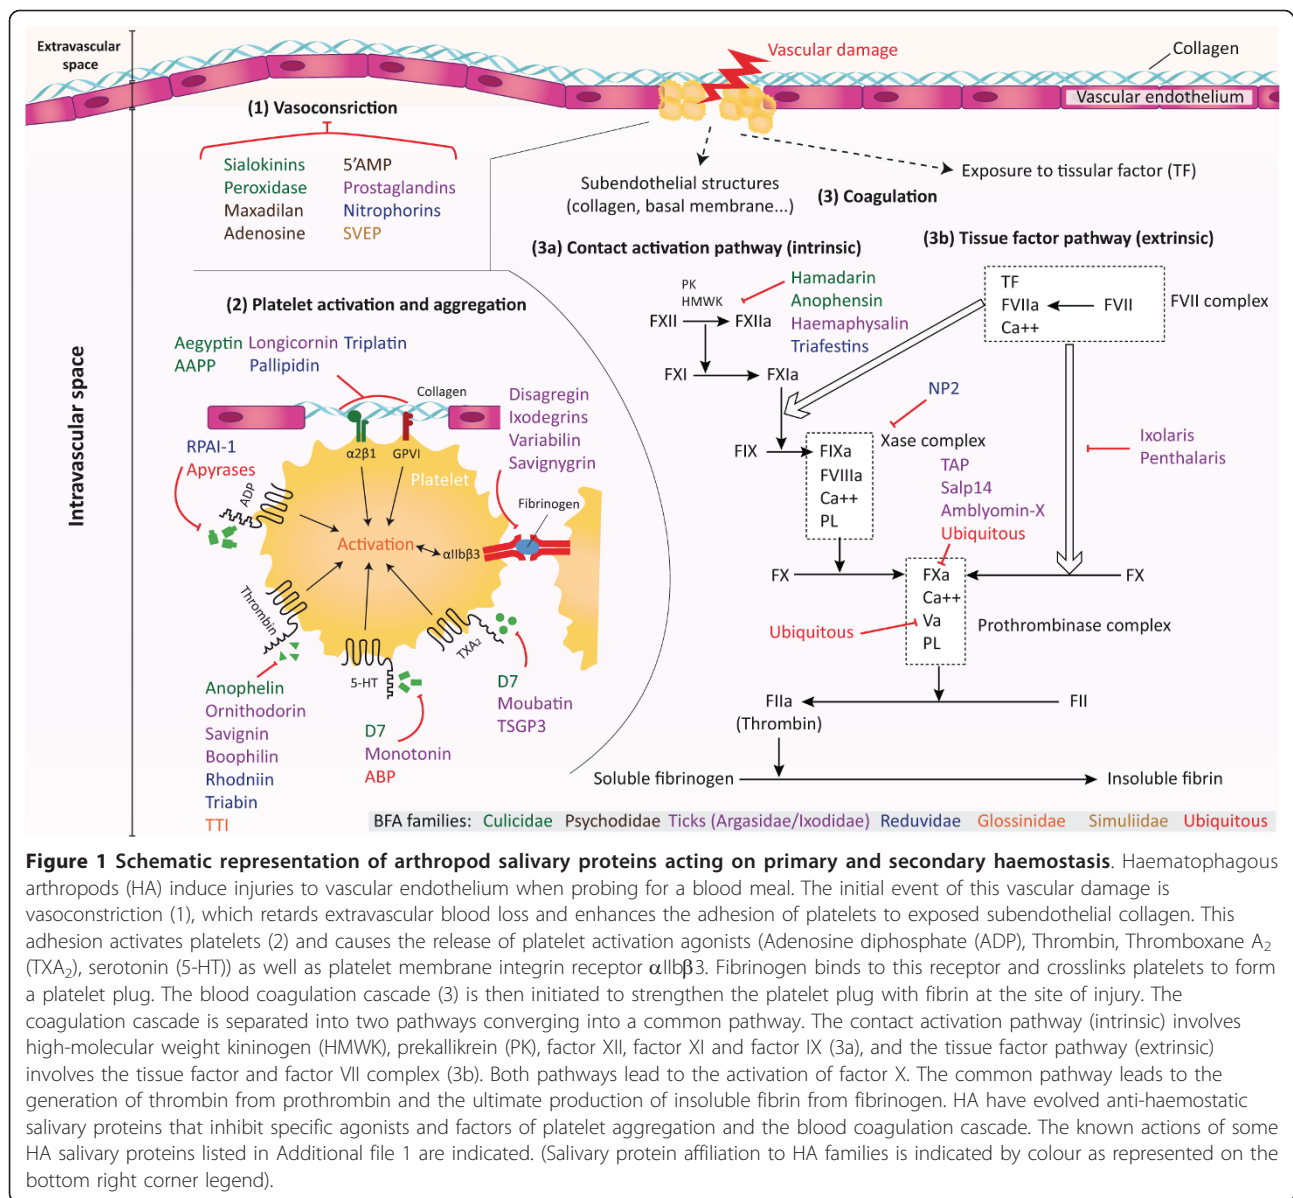 Extravascular
space
Vascular damage
Collagen
Vascular endothelium
(1) Vasoconsriction
Sialokinins 5'AMP
Peroxidase Prostaglandins
Maxadilan Nitrophorins
Adenosine SVEP
Subendothelial structures
(collagen, basal membrane...)
Exposure to tissular factor (TF)
(3) Coagulation
(3a) Contact activation pathway (intrinsic)
(3b) Tissue factor pathway (extrinsic)
PK
HMWK
FXII
FXIIa
Hamadarin
Anophensin
Haemaphysalin
Triafestins
FXI
FXIa
TF
FVIIa
FVII
Ca++
FVII complex
NP2
Xase complex
FIX
FIXa
FVIIIa
Ca++
PL
TAP
Salp14
Amblyomin-X
Ubiquitous
Ixolaris
Penthalaris
FX
FXa
Ca++
Va
PL
FX
Ubiquitous
Prothrombinase complex
FIIa
(Thrombin)
FII
Soluble fibrinogen
Insoluble fibrin
Intravascular space
(2) Platelet activation and aggregation
Aegyptin Longicornin Triplatin
AAPP Pallipidin
Collagen
Disagregin
Ixodegrins
Variabilin
Savignygrin
RPAI-1
Apyrases
α2β1
GPVI
Platelet
ADP
Fibrinogen
Activation
αIIbβ3
Thrombin
5-HT
TXA₂
Anophelin
Ornithodorin
Savignin
Boophilin
Rhodniin
Triabin
TTI
D7
Monotonin
ABP
D7
Moubatin
TSGP3
BFA families: Culicidae Psychodidae Ticks (Argasidae/Ixodidae) Reduvidae Glossinidae Simuliidae Ubiquitous
Figure 1 Schematic representation of arthropod salivary proteins acting on primary and secondary haemostasis. Haematophagous
arthropods (HA) induce injuries to vascular endothelium when probing for a blood meal. The initial event of this vascular damage is
vasoconstriction (1), which retards extravascular blood loss and enhances the adhesion of platelets to exposed subendothelial collagen. This
adhesion activates platelets (2) and causes the release of platelet activation agonists (Adenosine diphosphate (ADP), Thrombin, Thromboxane A₂
(TXA₂), serotonin (5-HT)) as well as platelet membrane integrin receptor αIIbβ3. Fibrinogen binds to this receptor and crosslinks platelets to form
a platelet plug. The blood coagulation cascade (3) is then initiated to strengthen the platelet plug with fibrin at the site of injury. The
coagulation cascade is separated into two pathways converging into a common pathway. The contact activation pathway (intrinsic) involves
high-molecular weight kininogen (HMWK), prekallikrein (PK), factor XII, factor XI and factor IX (3a), and the tissue factor pathway (extrinsic)
involves the tissue factor and factor VII complex (3b). Both pathways lead to the activation of factor X. The common pathway leads to the
generation of thrombin from prothrombin and the ultimate production of insoluble fibrin from fibrinogen. HA have evolved anti-haemostatic
salivary proteins that inhibit specific agonists and factors of platelet aggregation and the blood coagulation cascade. The known actions of some
HA salivary proteins listed in Additional file 1 are indicated. (Salivary protein affiliation to HA families is indicated by colour as represented on the
bottom right corner legend).